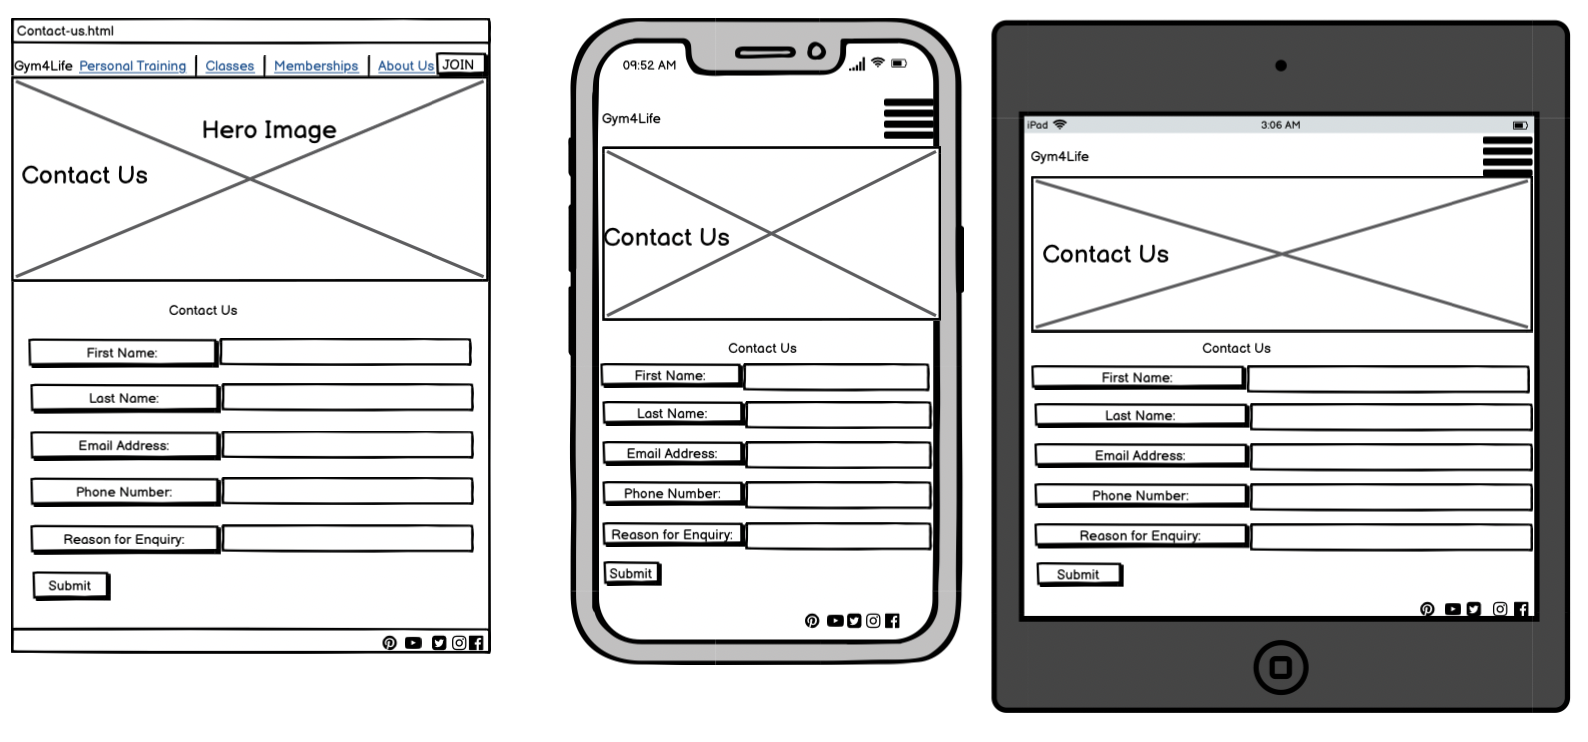 Contact-us.html
Gym4Life Personal Training Classes Memberships About Us JOIN
Hero Image
Contact Us
Contact Us
First Name:
Last Name:
Email Address:
Phone Number:
Reason for Enquiry:
Submit
09:52 AM
Gym4Life
Contact Us
Contact Us
First Name:
Last Name:
Email Address:
Phone Number:
Reason for Enquiry:
Submit
iPad 3:06 AM
Gym4Life
Contact Us
Contact Us
First Name:
Last Name:
Email Address:
Phone Number:
Reason for Enquiry:
Submit